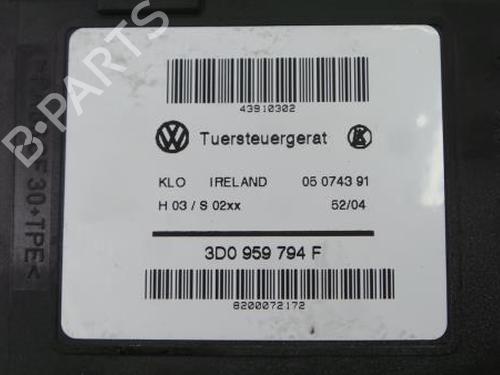 43910302
Tuersteuergerat
KLO IRELAND 05 0743 91
H 03 / S 02xx 52/04
3D0 959 794 F
8200072172
B-PARTS
F 30+TPE<